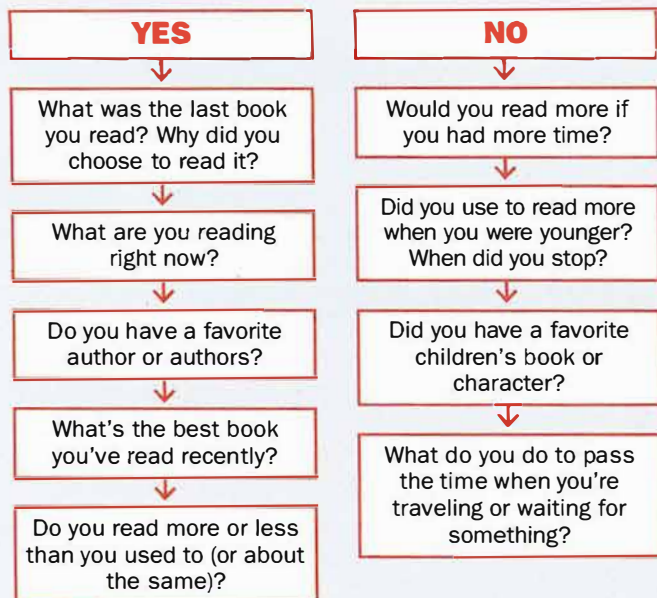 YES
What was the last book
you read? Why did you
choose to read it?
What are you reading
right now?
Do you have a favorite
author or authors?
What's the best book
you've read recently?
Do you read more or less
than you used to (or about
the same)?
NO
Would you read more if
you had more time?
Did you use to read more
when you were younger?
When did you stop?
Did you have a favorite
children's book or
character?
What do you do to pass
the time when you're
traveling or waiting for
something?